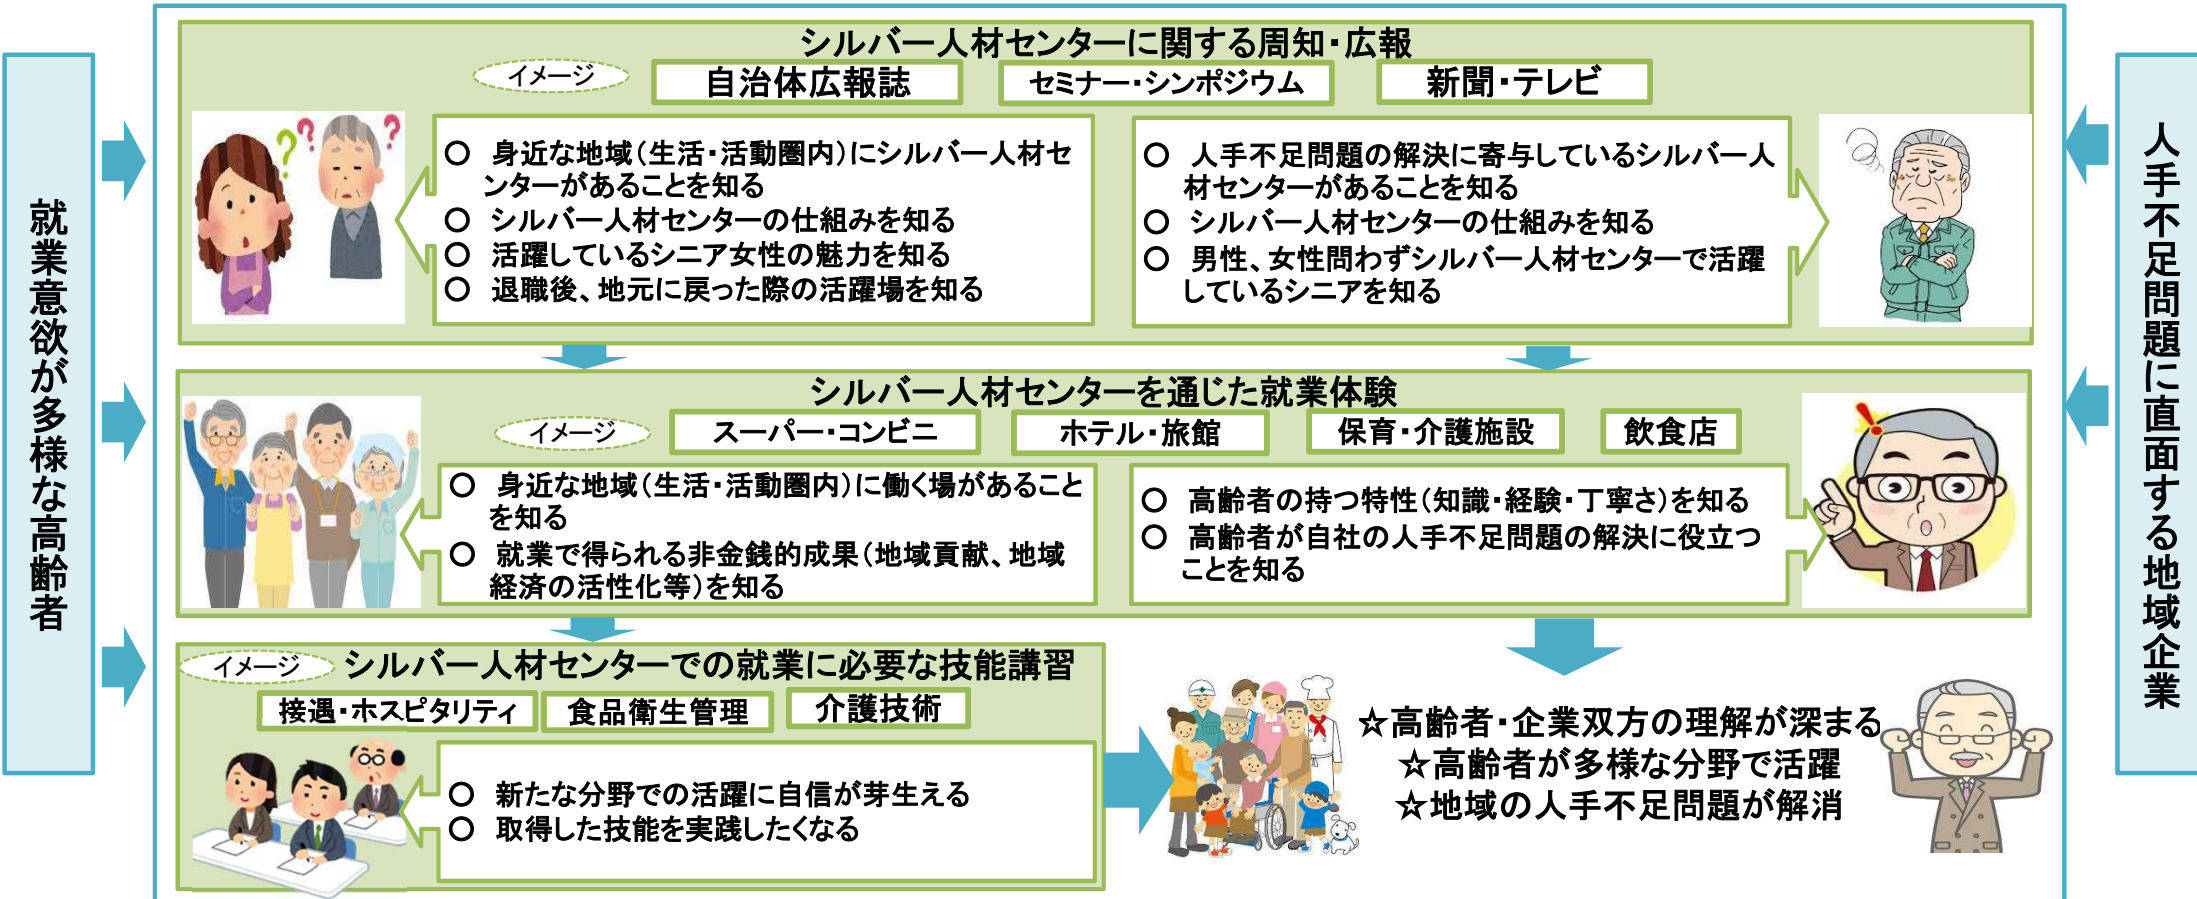 就業意欲が多様な高齢者
シルバー人材センターに関する周知・広報
イメージ
自治体広報誌
セミナー・シンポジウム
新聞・テレビ
○ 身近な地域（生活・活動圏内）にシルバー人材セ
ンターがあることを知る
○ シルバー人材センターの仕組みを知る
○ 活躍しているシニア女性の魅力を知る
○ 退職後、地元に戻った際の活躍場を知る
○ 人手不足問題の解決に寄与しているシルバー人
材センターがあることを知る
○ シルバー人材センターの仕組みを知る
○ 男性、女性問わずシルバー人材センターで活躍
しているシニアを知る
シルバー人材センターを通じた就業体験
イメージ
スーパー・コンビニ
ホテル・旅館
保育・介護施設
飲食店
○ 身近な地域（生活・活動圏内）に働く場があること
を知る
○ 就業で得られる非金銭的成果（地域貢献、地域
経済の活性化等）を知る
○ 高齢者の持つ特性（知識・経験・丁寧さ）を知る
○ 高齢者が自社の人手不足問題の解決に役立つ
ことを知る
イメージ
シルバー人材センターでの就業に必要な技能講習
接遇・ホスピタリティ
食品衛生管理
介護技術
○ 新たな分野での活躍に自信が芽生える
○ 取得した技能を実践したくなる
☆高齢者・企業双方の理解が深まる
☆高齢者が多様な分野で活躍
☆地域の人手不足問題が解消
人手不足問題に直面する地域企業